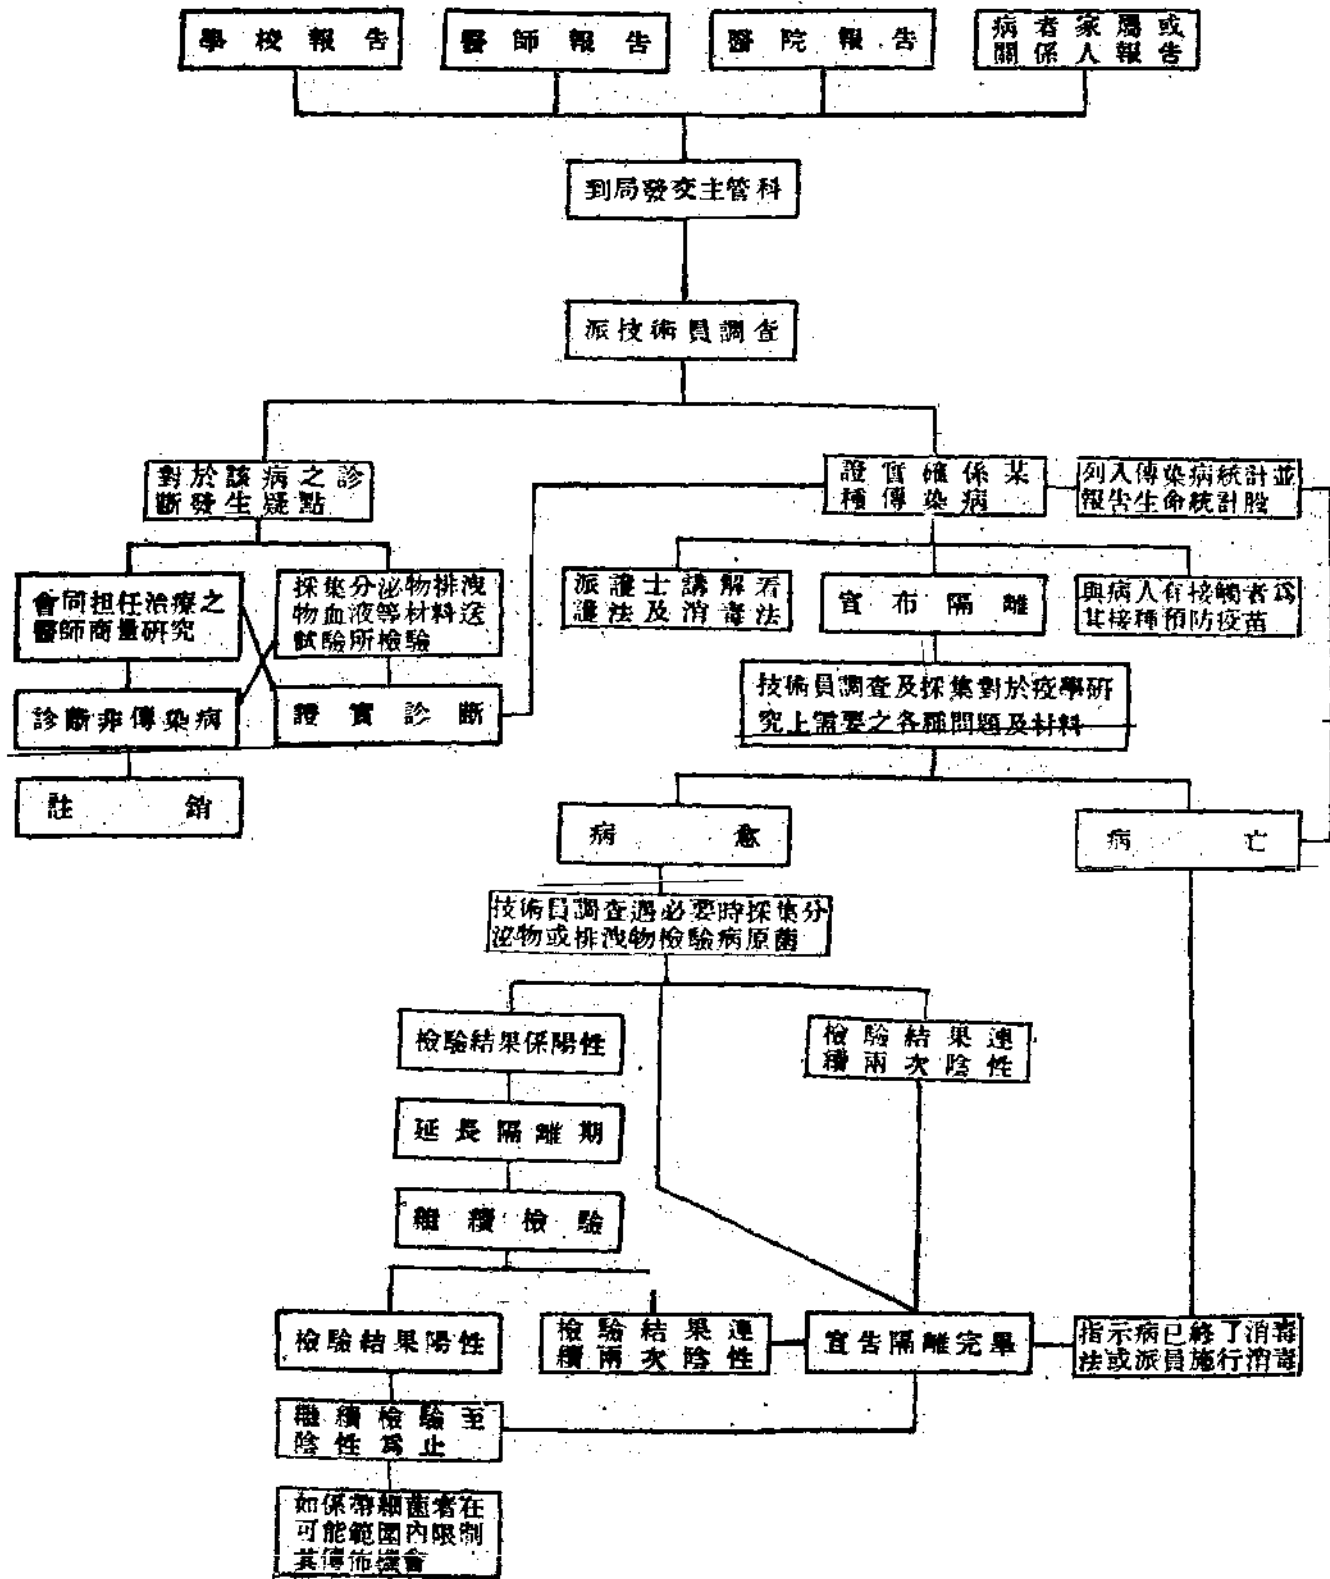 學校報告
醫師報告
醫院報告
病者家屬或
關係人報告
到局發交主管科
派技術員調查
對於該病之診
斷發生疑點
證實確係某
種傳染病
列入傳染病統計並
報告生命統計股
會同担任治療之
醫師商量研究
採集分泌物排洩
物血液等材料送
試驗所檢驗
派護士講解看
護法及消毒法
宣布隔離
與病人有接觸者爲
其接種預防疫苗
診斷非傳染病
證實診斷
技術員調查及採集對於疫學研
究上需要之各種問題及材料
註銷
病愈
病亡
技術員調查遇必要時採集分
泌物或排洩物檢驗病原菌
檢驗結果係陽性
檢驗結果連
續兩次陰性
延長隔離期
繼續檢驗
檢驗結果陽性
檢驗結果連
續兩次陰性
宣告隔離完畢
指示病已終了消毒
法或派員施行消毒
繼續檢驗至
陰性爲止
如係帶細菌者在
可能範圍內限制
其傳佈機會